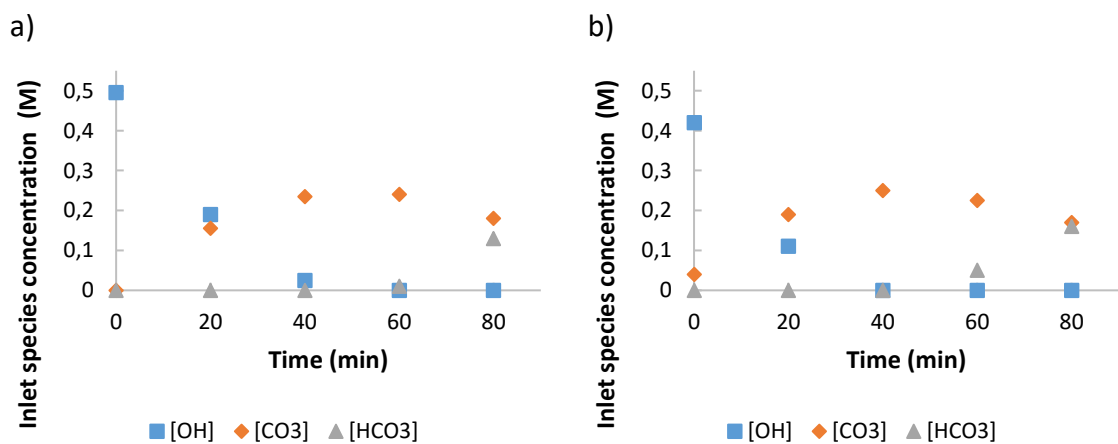 a)
Inlet species concentration (M)
0,5
0,4
0,3
0,2
0,1
0
0 20 40 60 80
Time (min)
[OH] [CO3] [HCO3]
b)
Inlet species concentration (M)
0,5
0,4
0,3
0,2
0,1
0
0 20 40 60 80
Time (min)
[OH] [CO3] [HCO3]